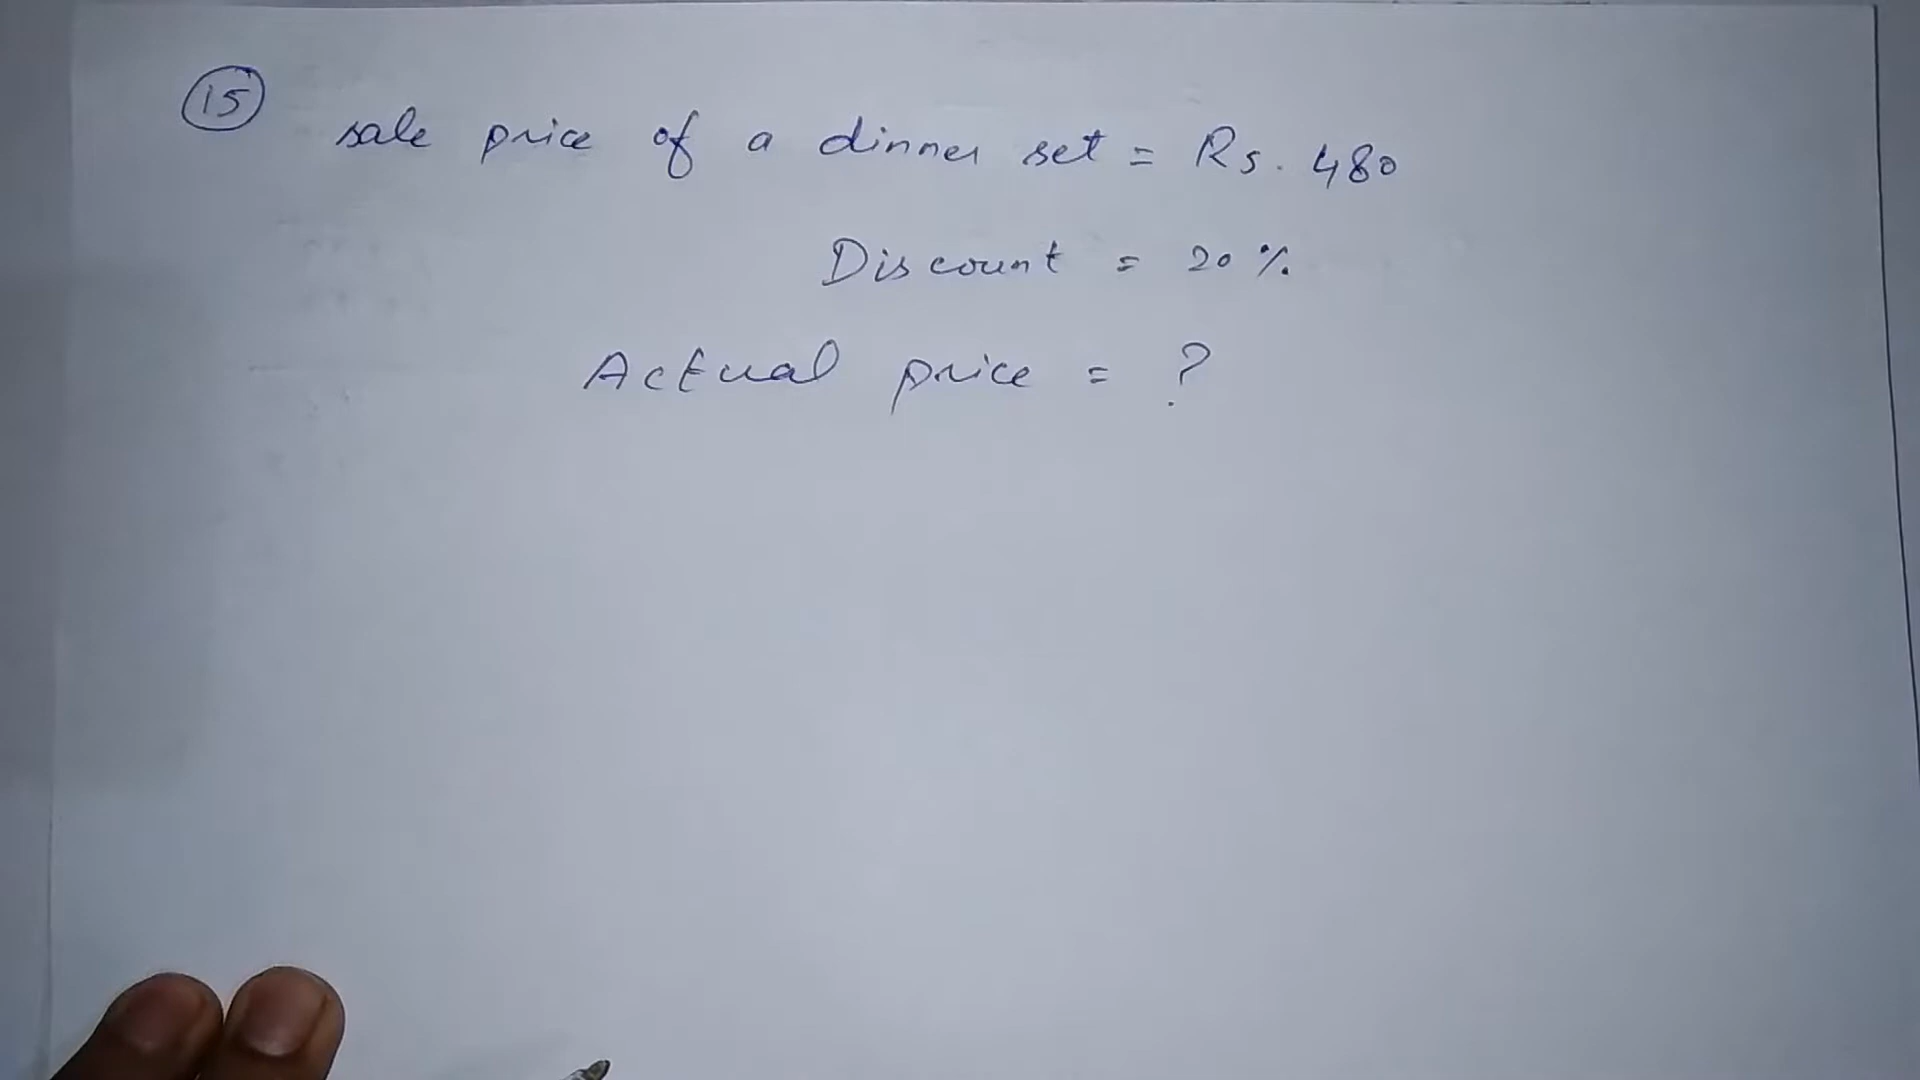 15
sale price of a dinner set = Rs. 480
Discount = 20 %
Actual price = ?